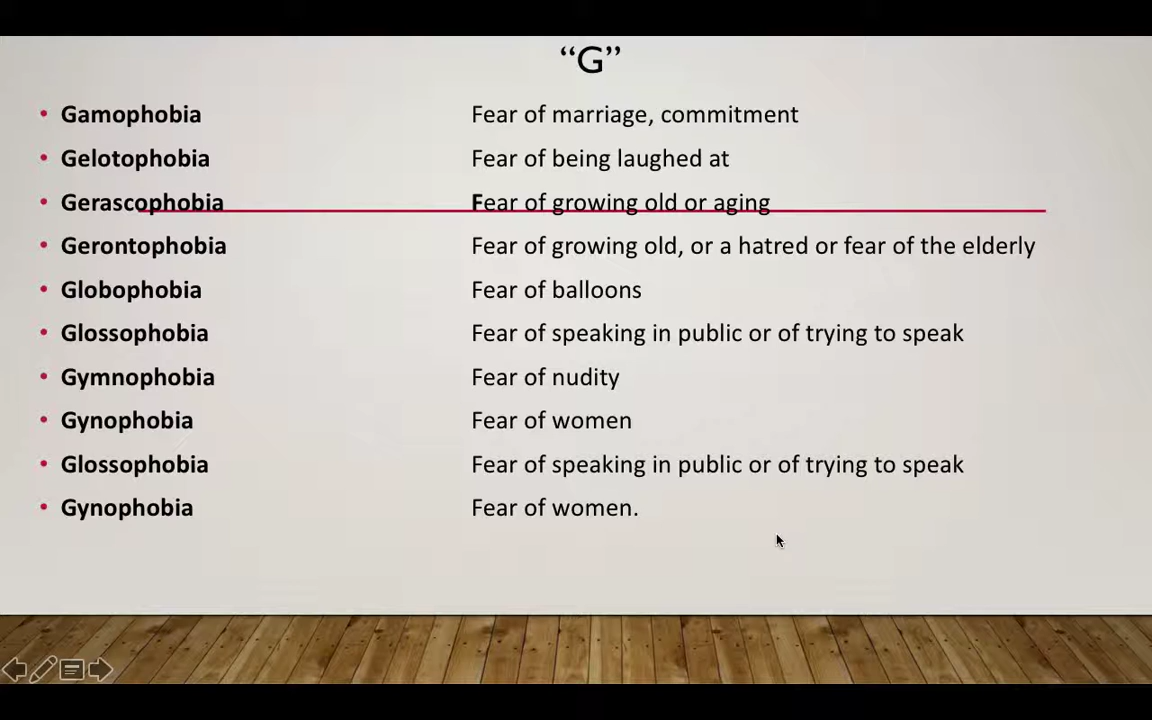 “G”
• Gamophobia Fear of marriage, commitment
• Gelotophobia Fear of being laughed at
• Gerascophobia Fear of growing old or aging
• Gerontophobia Fear of growing old, or a hatred or fear of the elderly
• Globophobia Fear of balloons
• Glossophobia Fear of speaking in public or of trying to speak
• Gymnophobia Fear of nudity
• Gynophobia Fear of women
• Glossophobia Fear of speaking in public or of trying to speak
• Gynophobia Fear of women.